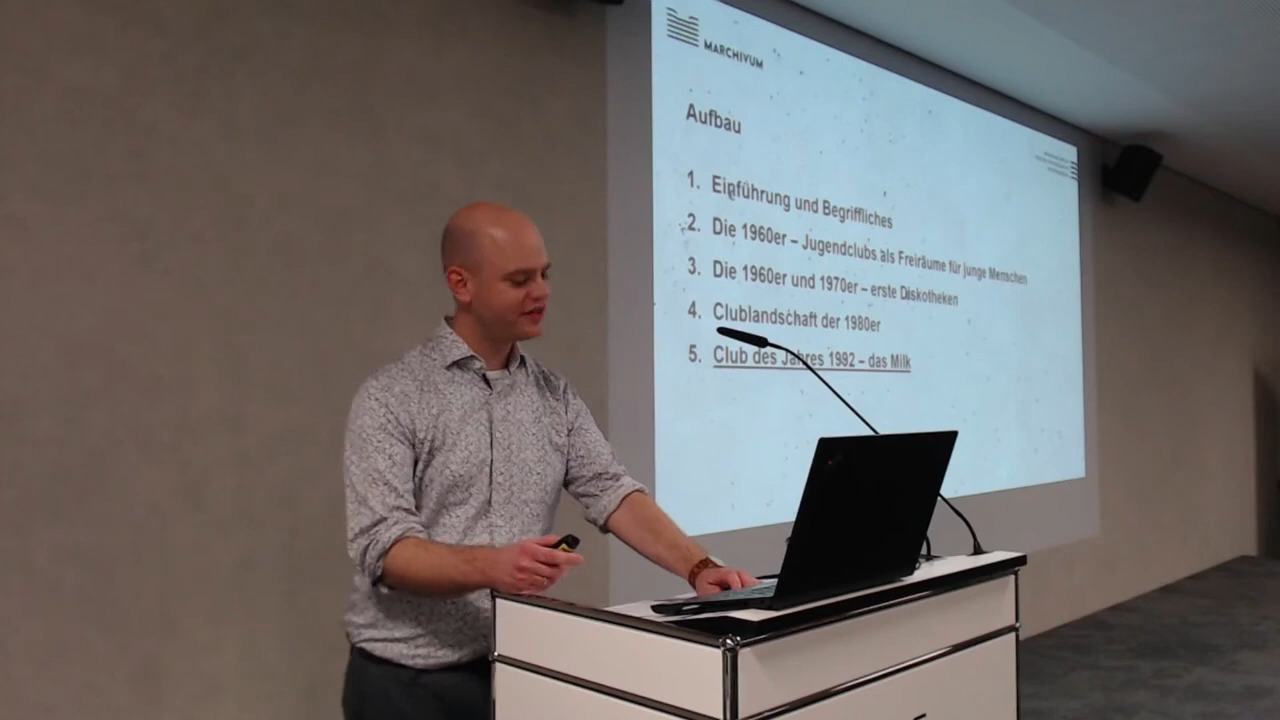 MARCHIVUM
Aufbau
1. Einführung und Begriffliches
2. Die 1960er – Jugendclubs als Freiräume für junge Menschen
3. Die 1960er und 1970er – erste Diskotheken
4. Clublandschaft der 1980er
5. Club des Jahres 1992 – das Milk